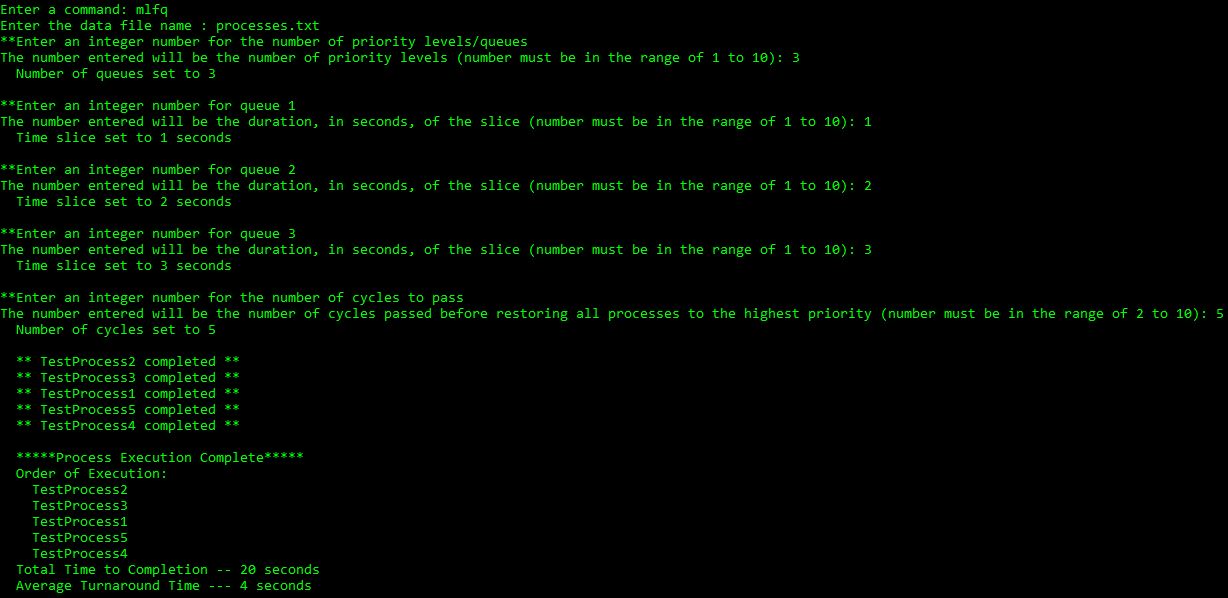 Enter a command: mlfq
Enter the data file name : processes.txt
**Enter an integer number for the number of priority levels/queues
The number entered will be the number of priority levels (number must be in the range of 1 to 10): 3
  Number of queues set to 3

**Enter an integer number for queue 1
The number entered will be the duration, in seconds, of the slice (number must be in the range of 1 to 10): 1
  Time slice set to 1 seconds

**Enter an integer number for queue 2
The number entered will be the duration, in seconds, of the slice (number must be in the range of 1 to 10): 2
  Time slice set to 2 seconds

**Enter an integer number for queue 3
The number entered will be the duration, in seconds, of the slice (number must be in the range of 1 to 10): 3
  Time slice set to 3 seconds

**Enter an integer number for the number of cycles to pass
The number entered will be the number of cycles passed before restoring all processes to the highest priority (number must be in the range of 2 to 10): 5
  Number of cycles set to 5

  ** TestProcess2 completed **
  ** TestProcess3 completed **
  ** TestProcess1 completed **
  ** TestProcess5 completed **
  ** TestProcess4 completed **

  *****Process Execution Complete*****
  Order of Execution:
    TestProcess2
    TestProcess3
    TestProcess1
    TestProcess5
    TestProcess4
  Total Time to Completion -- 20 seconds
  Average Turnaround Time --- 4 seconds